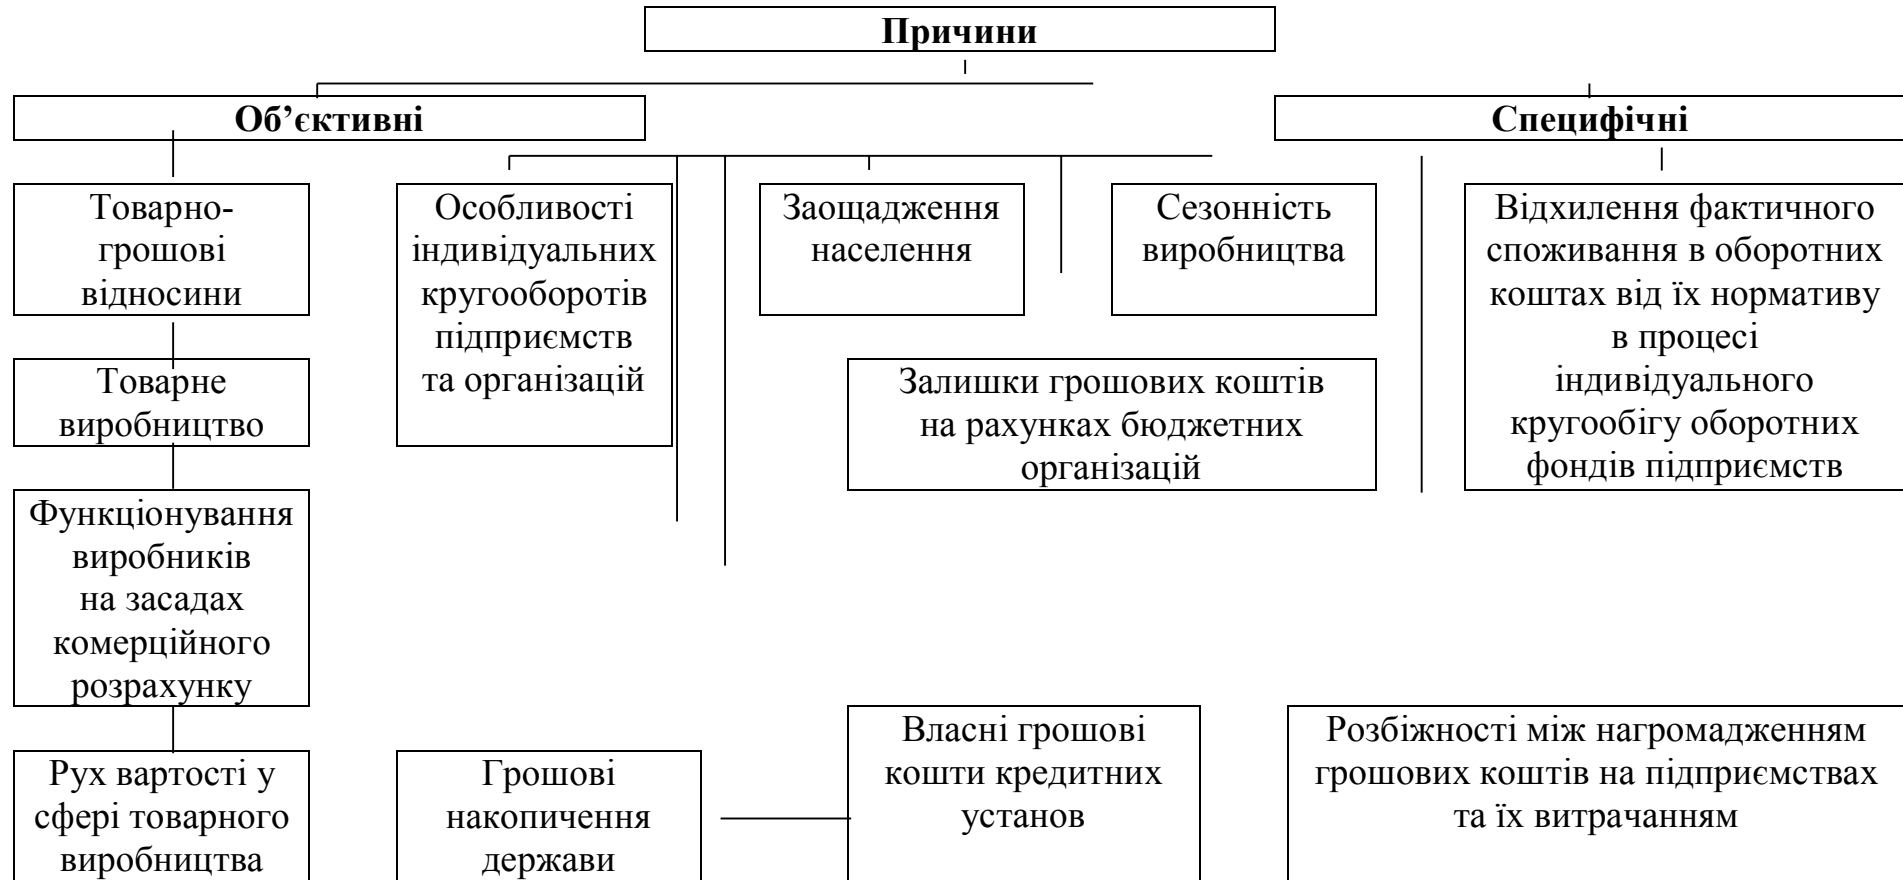 Причини
Об’єктивні
Специфічні
Товарно-
грошові
відносини
Особливості
індивідуальних
кругооборотів
підприємств
та організацій
Заощадження
населення
Сезонність
виробництва
Відхилення фактичного
споживання в оборотних
коштах від їх нормативу
в процесі
індивідуального
кругообігу оборотних
фондів підприємств
Товарне
виробництво
Залишки грошових коштів
на рахунках бюджетних
організацій
Функціонування
виробників
на засадах
комерційного
розрахунку
Рух вартості у
сфері товарного
виробництва
Грошові
накопичення
держави
Власні грошові
кошти кредитних
установ
Розбіжності між нагромадженням
грошових коштів на підприємствах
та їх витрачанням